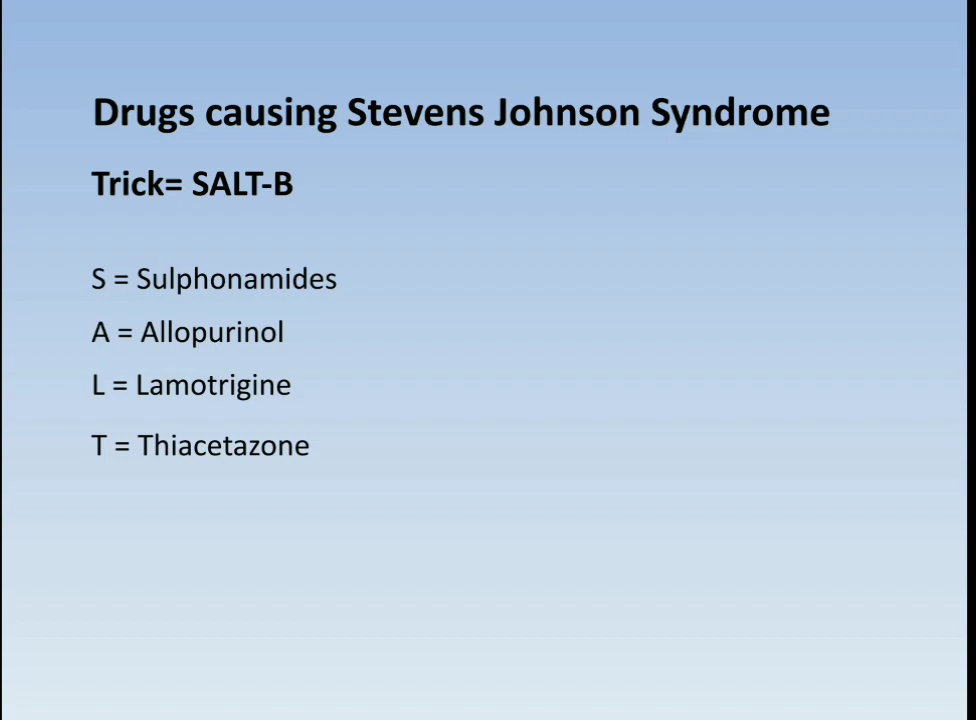 Drugs causing Stevens Johnson Syndrome
Trick= SALT-B
S = Sulphonamides
A = Allopurinol
L = Lamotrigine
T = Thiacetazone